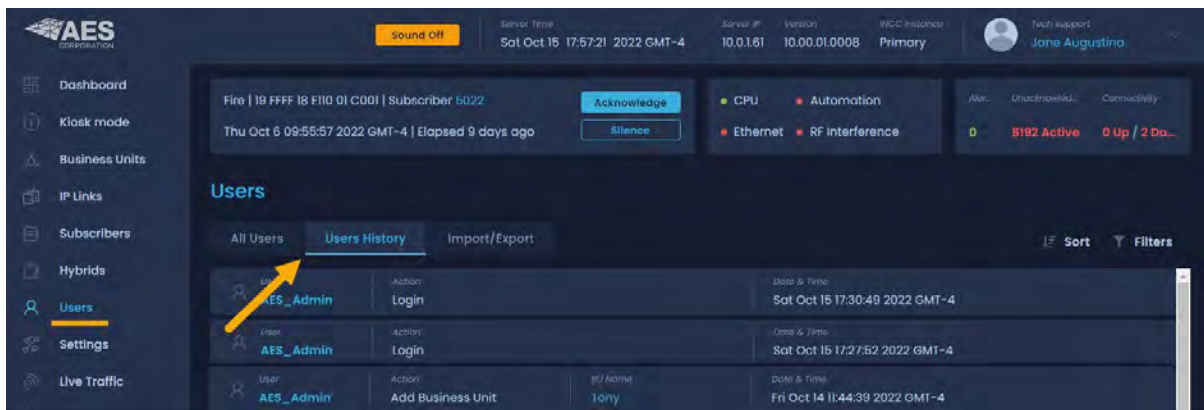 AES
CORPORATION
Sound Off
Server Time
Sat Oct 15 17:57:21 2022 GMT-4
Server IP
10.0.1.61
Version
10.00.01.0008
NCC Instance
Primary
Tech support
Jane Augustina
Dashboard
Kiosk mode
Business Units
IP Links
Subscribers
Hybrids
Users
Settings
Live Traffic
Fire | 19 FFFF 18 E110 01 C001 | Subscriber 5022
Thu Oct 6 09:55:57 2022 GMT-4 | Elapsed 9 days ago
Acknowledge
Silence
CPU
Automation
Ethernet
RF Interference
Alar...
0
Unacknowled...
8192 Active
Connectivity
0 Up / 2 Do...
Users
All Users
Users History
Import/Export
Sort
Filters
User
AES_Admin
Action
Login
Date & Time
Sat Oct 15 17:30:49 2022 GMT-4
User
AES_Admin
Action
Login
Date & Time
Sat Oct 15 17:27:52 2022 GMT-4
User
AES_Admin
Action
Add Business Unit
BU Name
Tony
Date & Time
Fri Oct 14 11:44:39 2022 GMT-4